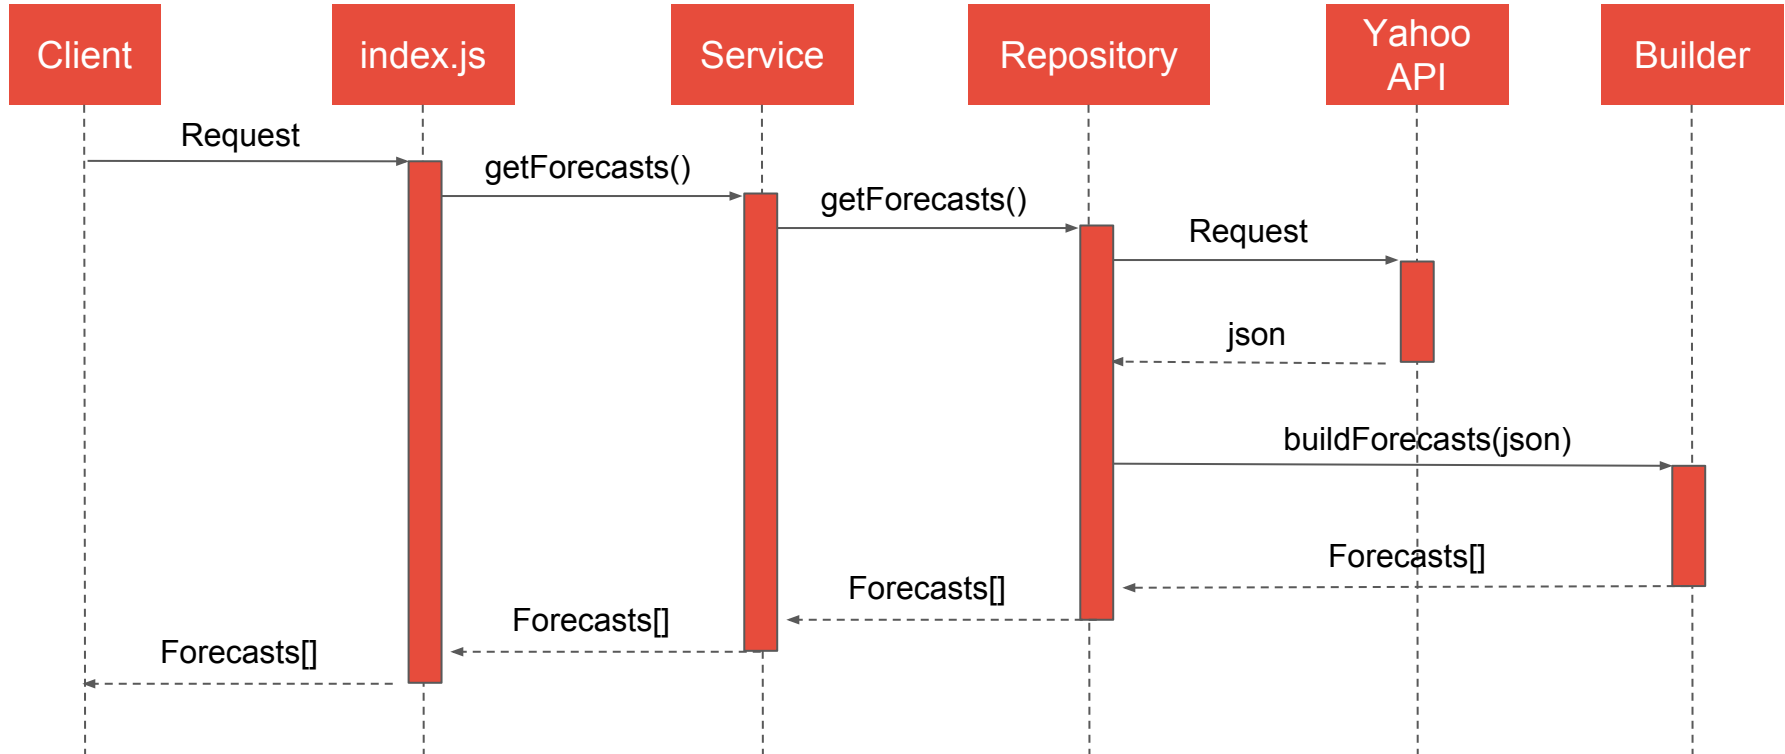 Client
index.js
Service
Repository
Yahoo
API
Builder
Request
getForecasts()
getForecasts()
Request
json
buildForecasts(json)
Forecasts[]
Forecasts[]
Forecasts[]
Forecasts[]